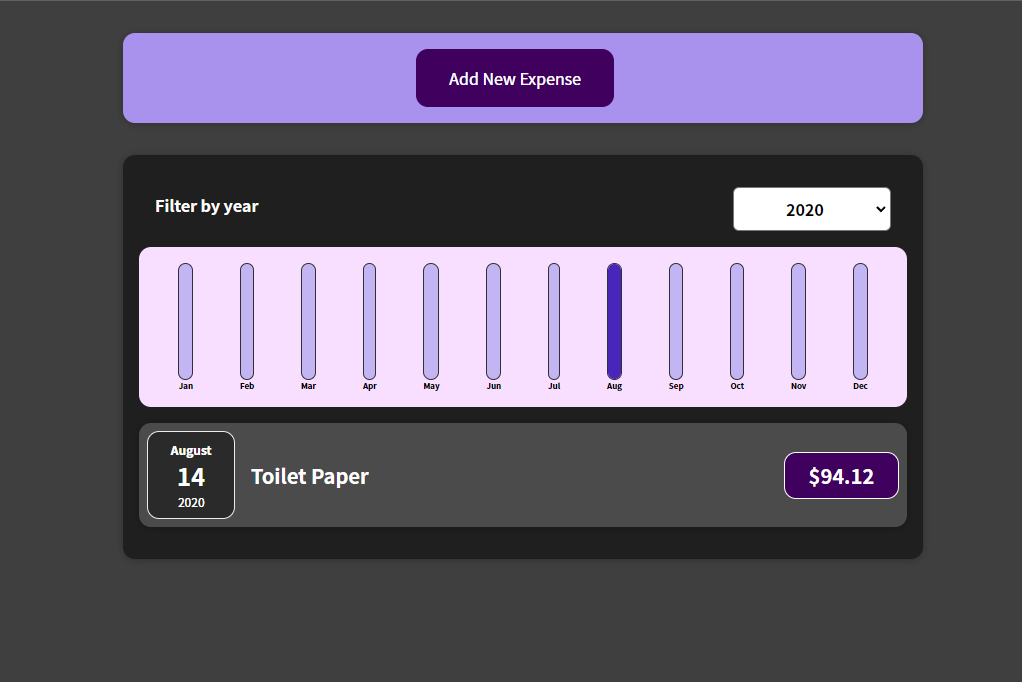 Add New Expense
Filter by year
2020
Jan Feb Mar Apr May Jun Jul Aug Sep Oct Nov Dec
August
14
2020
Toilet Paper
$94.12